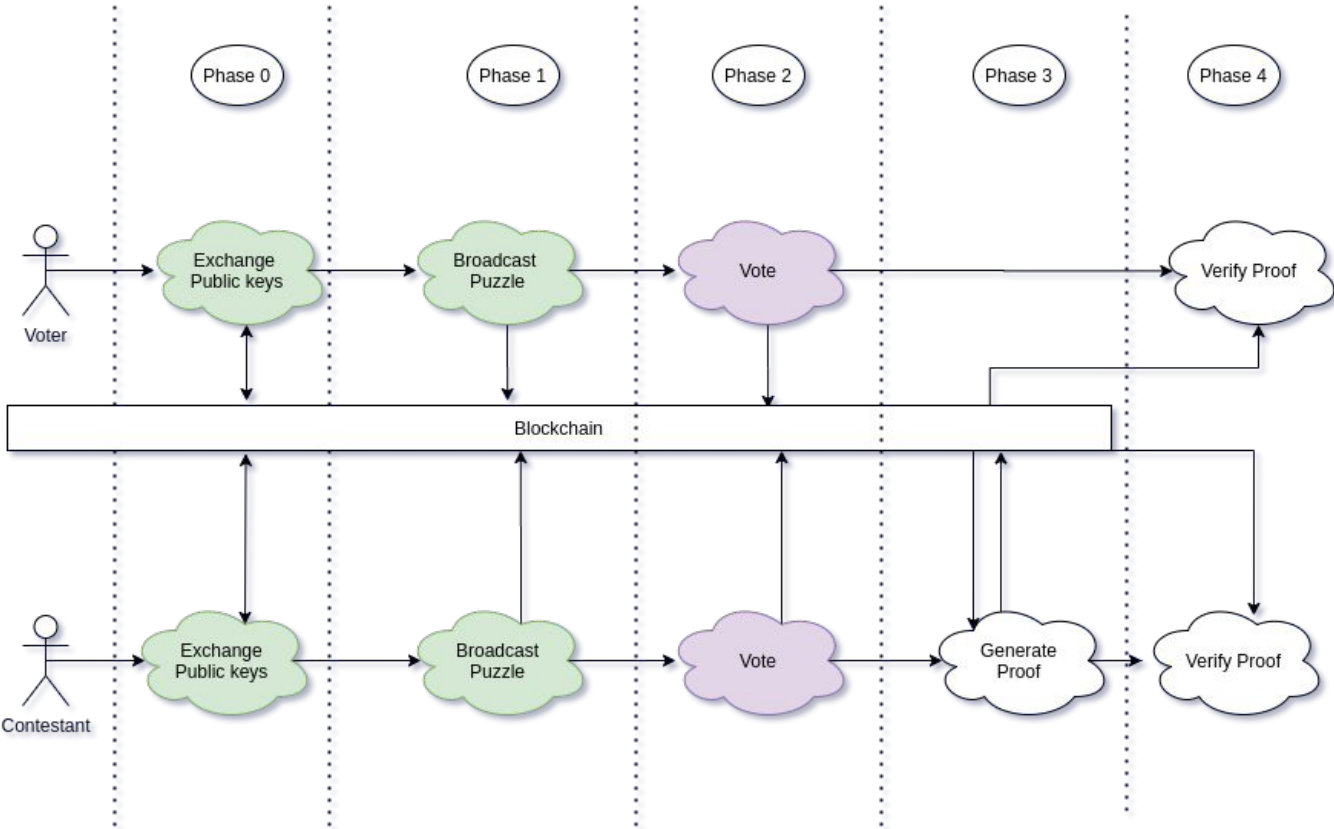 Phase 0
Phase 1
Phase 2
Phase 3
Phase 4
Exchange
Public keys
Broadcast
Puzzle
Vote
Verify Proof
Voter
Blockchain
Exchange
Public keys
Broadcast
Puzzle
Vote
Generate
Proof
Verify Proof
Contestant